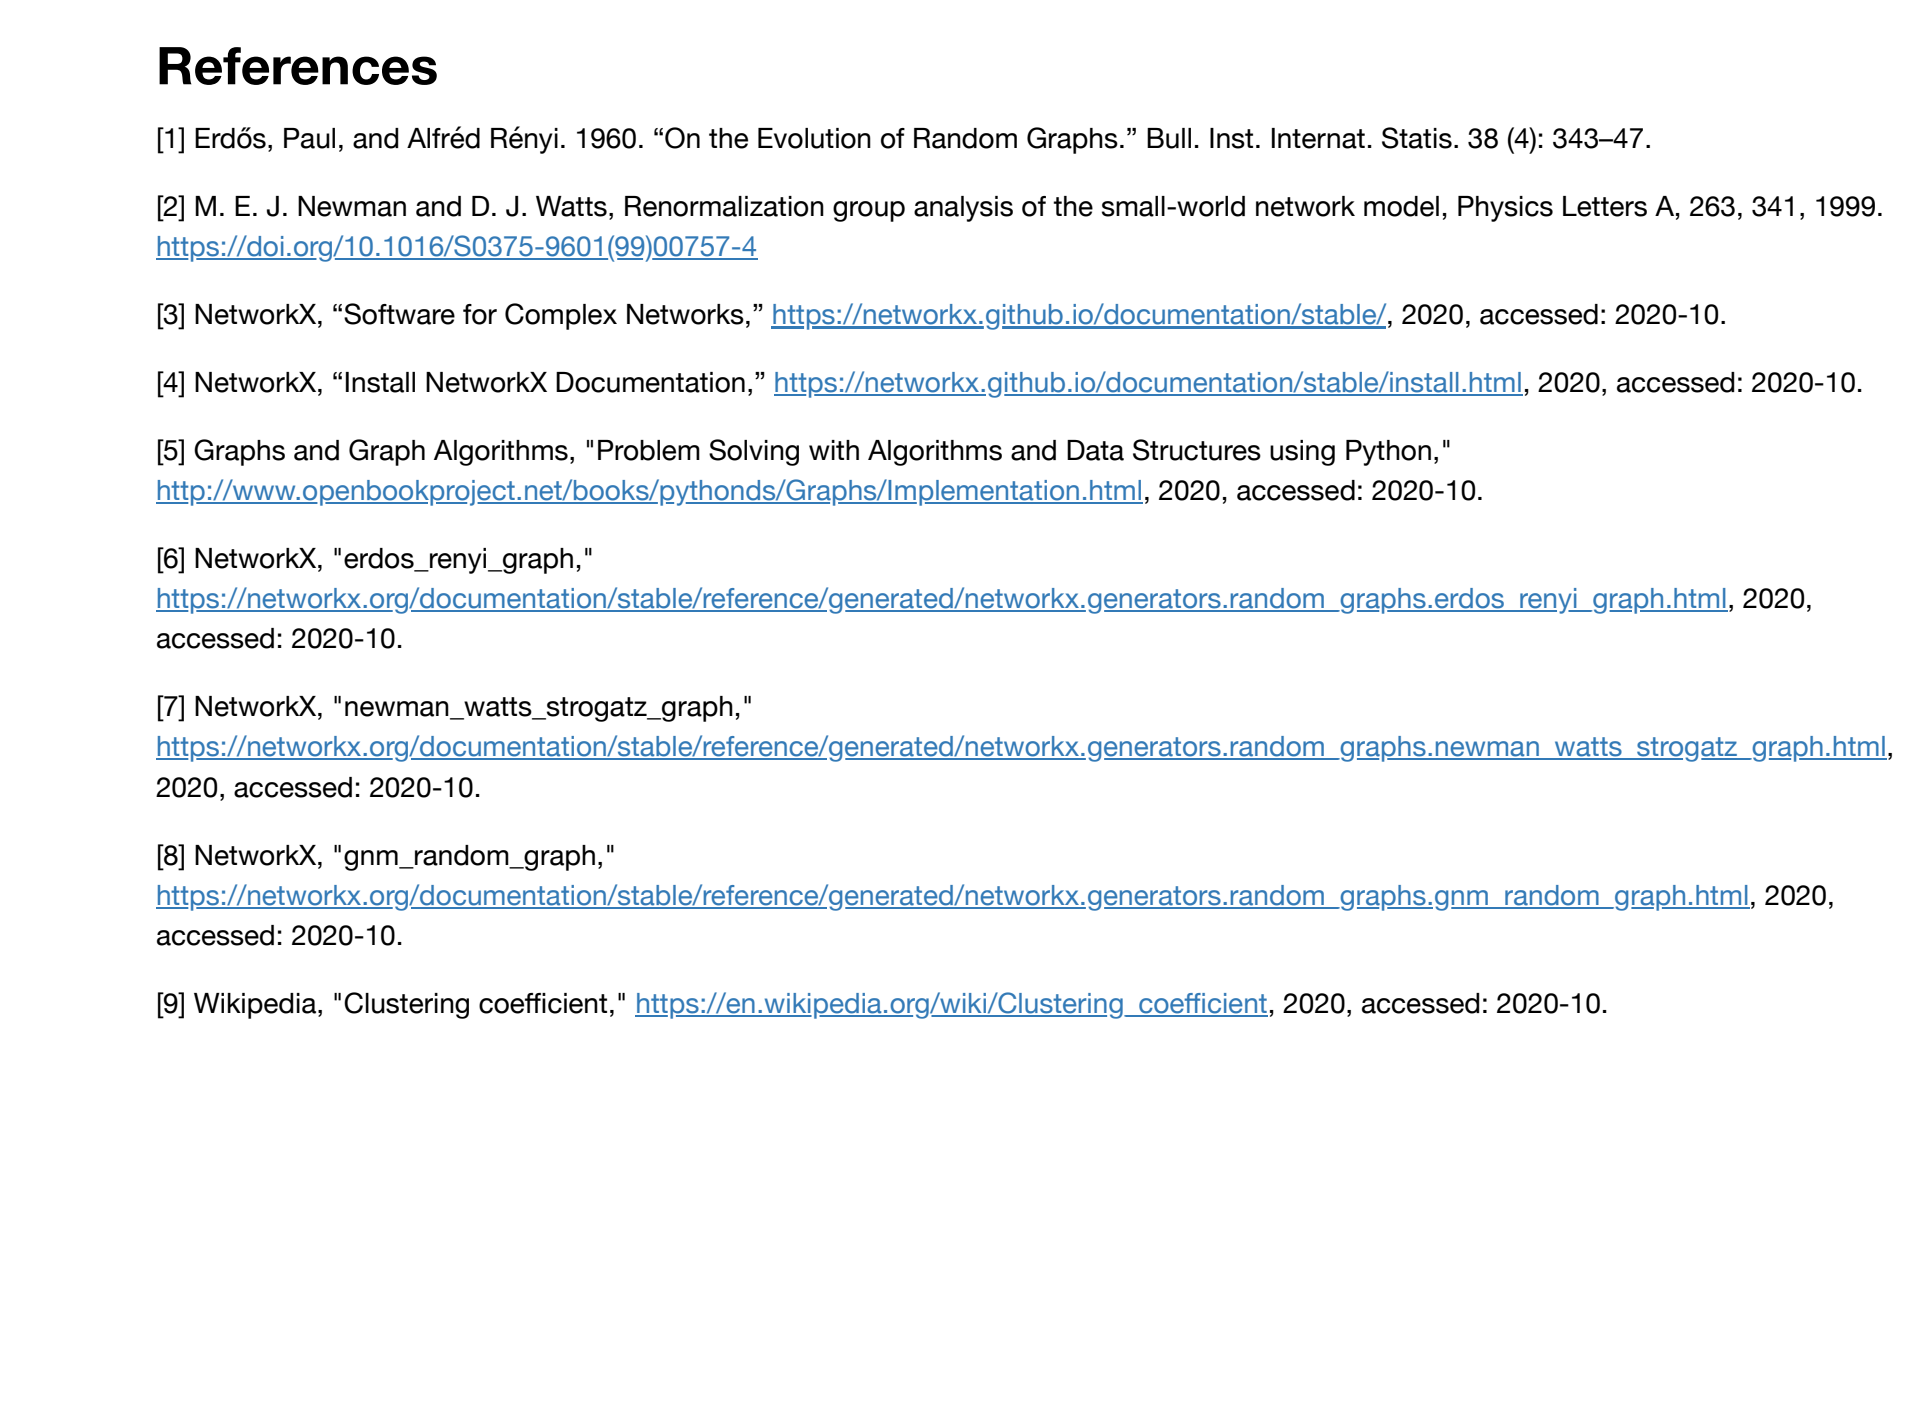 References
[1] Erdős, Paul, and Alfréd Rényi. 1960. “On the Evolution of Random Graphs.” Bull. Inst. Internat. Statis. 38 (4): 343–47.
[2] M. E. J. Newman and D. J. Watts, Renormalization group analysis of the small-world network model, Physics Letters A, 263, 341, 1999.
https://doi.org/10.1016/S0375-9601(99)00757-4
[3] NetworkX, “Software for Complex Networks,” https://networkx.github.io/documentation/stable/, 2020, accessed: 2020-10.
[4] NetworkX, “Install NetworkX Documentation,” https://networkx.github.io/documentation/stable/install.html, 2020, accessed: 2020-10.
[5] Graphs and Graph Algorithms, "Problem Solving with Algorithms and Data Structures using Python,"
http://www.openbookproject.net/books/pythonds/Graphs/Implementation.html, 2020, accessed: 2020-10.
[6] NetworkX, "erdos_renyi_graph,"
https://networkx.org/documentation/stable/reference/generated/networkx.generators.random_graphs.erdos_renyi_graph.html, 2020,
accessed: 2020-10.
[7] NetworkX, "newman_watts_strogatz_graph,"
https://networkx.org/documentation/stable/reference/generated/networkx.generators.random_graphs.newman_watts_strogatz_graph.html,
2020, accessed: 2020-10.
[8] NetworkX, "gnm_random_graph,"
https://networkx.org/documentation/stable/reference/generated/networkx.generators.random_graphs.gnm_random_graph.html, 2020,
accessed: 2020-10.
[9] Wikipedia, "Clustering coefficient," https://en.wikipedia.org/wiki/Clustering_coefficient, 2020, accessed: 2020-10.